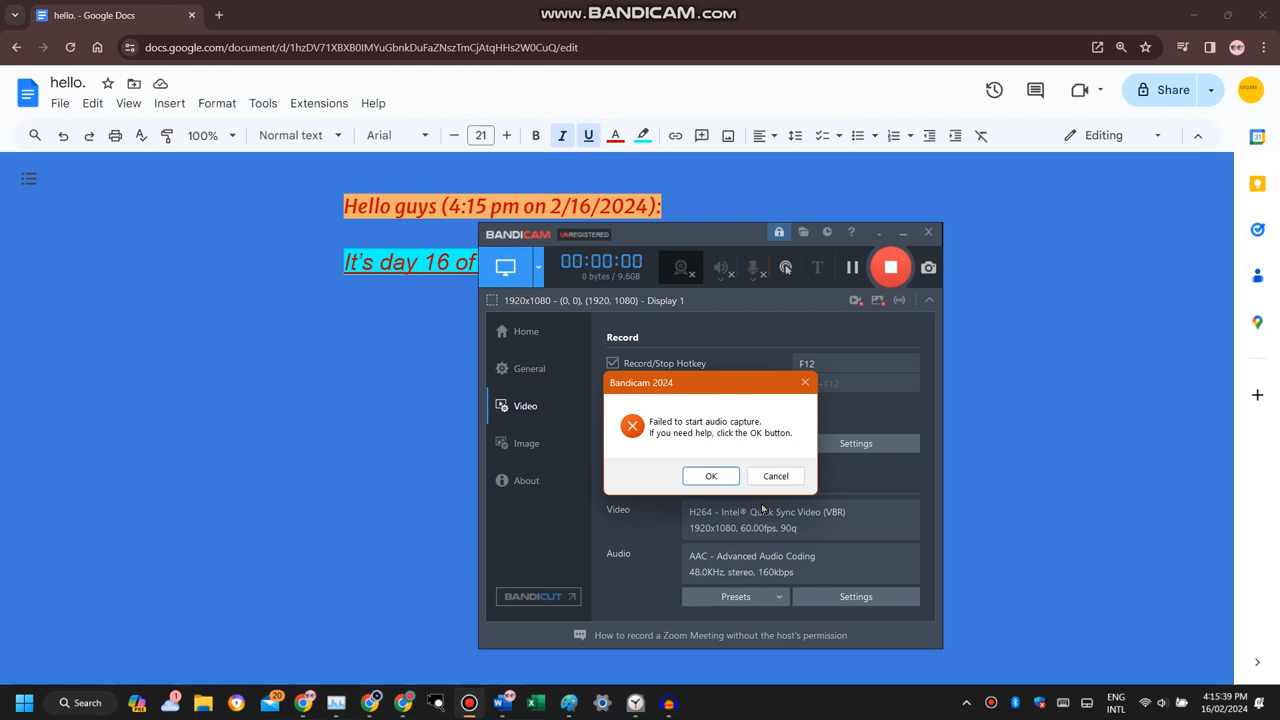 www.BANDICAM.com
hello. - Google Docs
docs.google.com/document/d/1hzDV71XBXB0IMYuGbnkDuFaZNszTmCjAtqHHs2W0CuQ/edit
hello.
File Edit View Insert Format Tools Extensions Help
Share
100% Normal text Arial 21 B I U A Editing
Hello guys (4:15 pm on 2/16/2024):
It's day 16 of
BANDICAM UNREGISTERED
00:00:00
0 bytes / 9.6GB
1920x1080 - (0, 0), (1920, 1080) - Display 1
Home
General
Video
Image
About
BANDICUT
Record
Record/Stop Hotkey F12
+F12
Settings
Bandicam 2024
Failed to start audio capture.
If you need help, click the OK button.
OK Cancel
Video
H264 - Intel® Quick Sync Video (VBR)
1920x1080, 60.00fps, 90q
Audio
AAC - Advanced Audio Coding
48.0KHz, stereo, 160kbps
Presets Settings
How to record a Zoom Meeting without the host's permission
Search
1
20
ENG
INTL
4:15:39 PM
16/02/2024